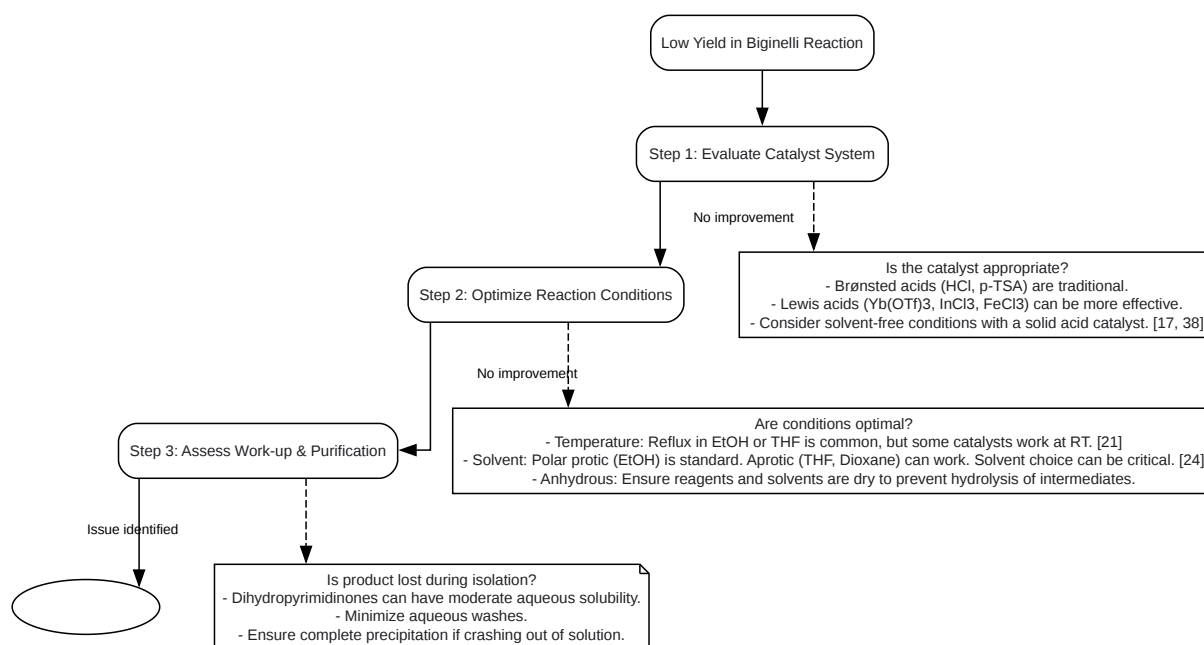 Low Yield in Biginelli Reaction
Step 1: Evaluate Catalyst System
No improvement
Is the catalyst appropriate?
- Brønsted acids (HCl, p-TSA) are traditional.
- Lewis acids (Yb(OTf)3, InCl3, FeCl3) can be more effective.
- Consider solvent-free conditions with a solid acid catalyst. [17, 38]
Step 2: Optimize Reaction Conditions
No improvement
Are conditions optimal?
- Temperature: Reflux in EtOH or THF is common, but some catalysts work at RT. [21]
- Solvent: Polar protic (EtOH) is standard. Aprotic (THF, Dioxane) can work. Solvent choice can be critical. [24]
- Anhydrous: Ensure reagents and solvents are dry to prevent hydrolysis of intermediates.
Step 3: Assess Work-up & Purification
Issue identified
Is product lost during isolation?
- Dihydropyrimidinones can have moderate aqueous solubility.
- Minimize aqueous washes.
- Ensure complete precipitation if crashing out of solution.